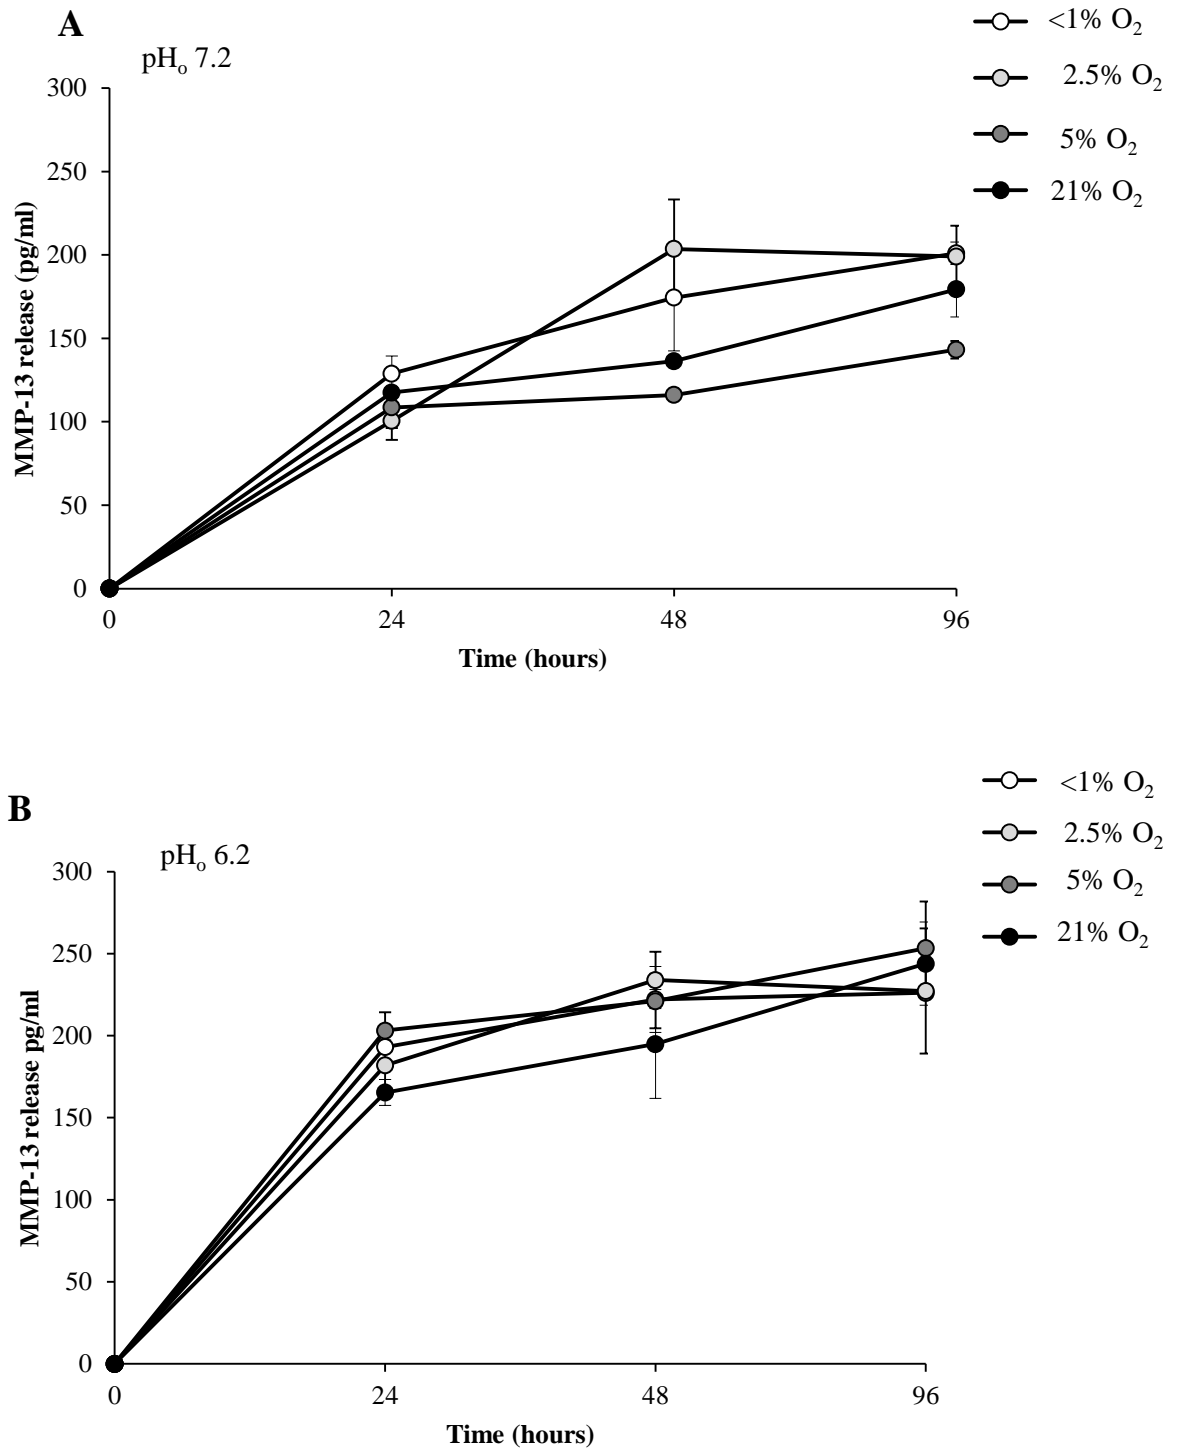 A
pHₒ 7.2
<1% O₂
2.5% O₂
5% O₂
21% O₂
MMP-13 release (pg/ml)
300
250
200
150
100
50
0
0 24 48 96
Time (hours)
B
pHₒ 6.2
<1% O₂
2.5% O₂
5% O₂
21% O₂
MMP-13 release pg/ml
300
250
200
150
100
50
0
0 24 48 96
Time (hours)